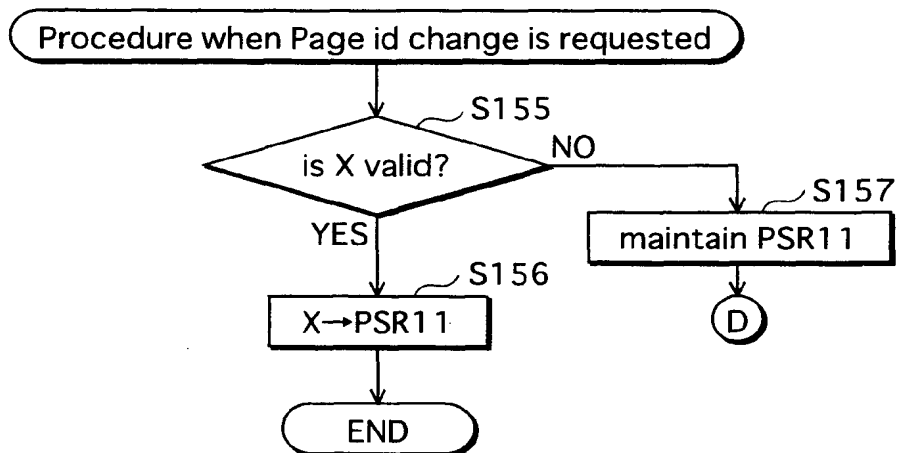 Procedure when Page id change is requested
S155
is X valid?
NO
S157
YES
maintain PSR11
S156
X→PSR11
D
END